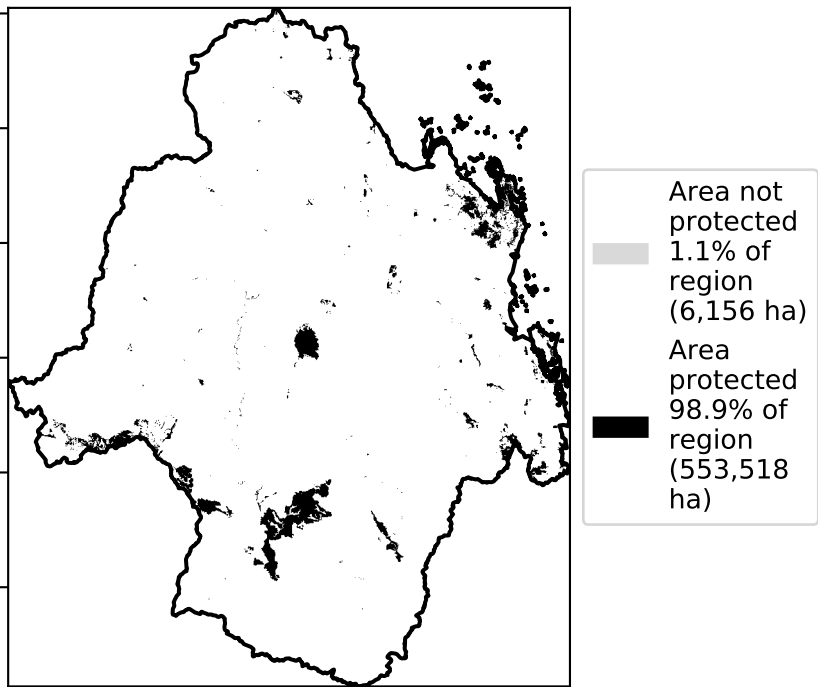 Area not
protected
1.1% of
region
(6,156 ha)
Area
protected
98.9% of
region
(553,518
ha)